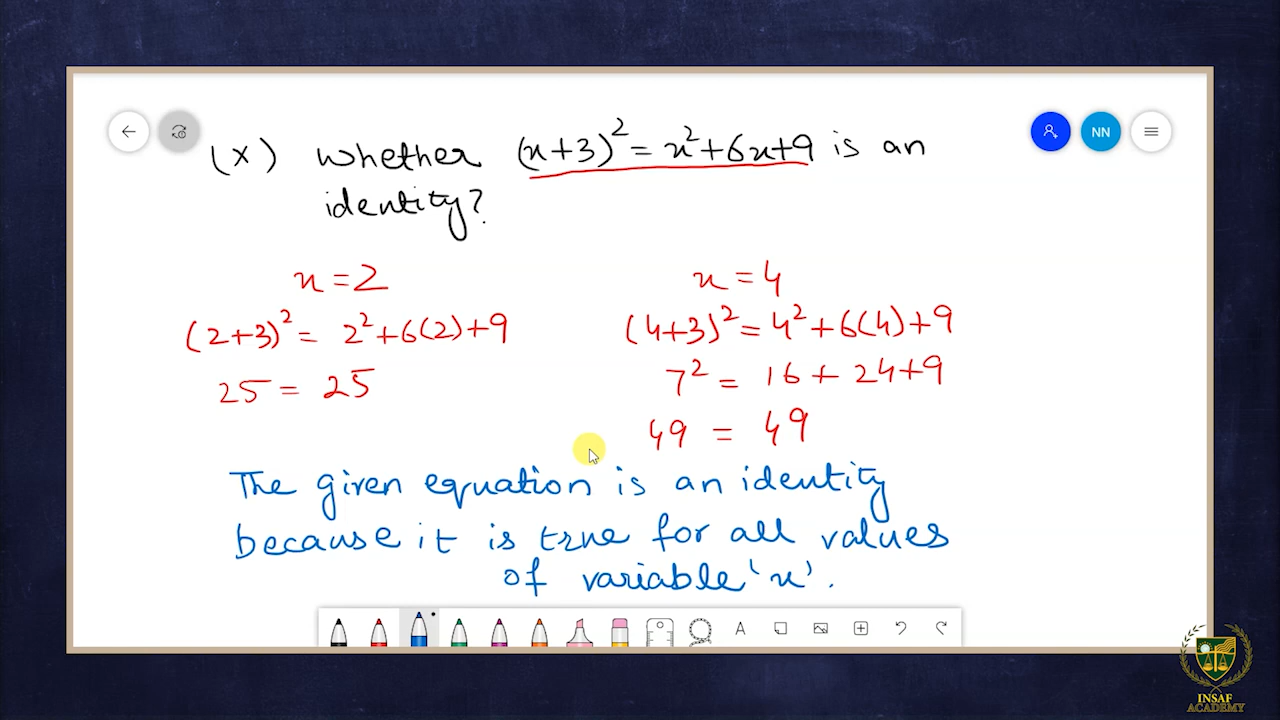 NN
(x) Whether (x+3)² = x²+6x+9 is an
identity?
x = 2
(2+3)² = 2²+6(2)+9
25 = 25
x = 4
(4+3)² = 4²+6(4)+9
7² = 16 + 24+9
49 = 49
The given equation is an identity
because it is true for all values
of variable 'x'.
A
INSAF
ACADEMY